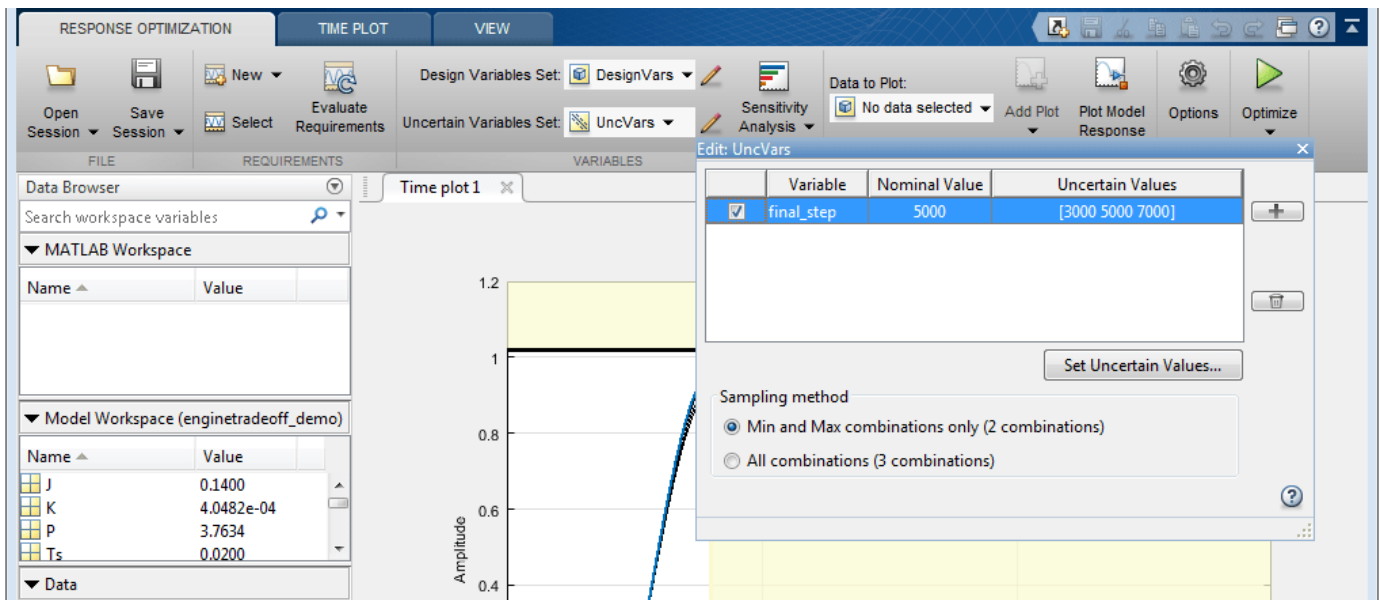 RESPONSE OPTIMIZATION
TIME PLOT
VIEW
Open Session
Save Session
New
Select
Evaluate Requirements
Design Variables Set: DesignVars
Uncertain Variables Set: UncVars
Sensitivity Analysis
Data to Plot:
No data selected
Add Plot
Plot Model Response
Options
Optimize
FILE
REQUIREMENTS
VARIABLES
Data Browser
Search workspace variables
MATLAB Workspace
Name Value
Model Workspace (enginetradeoff_demo)
Name Value
J 0.1400
K 4.0482e-04
P 3.7634
Ts 0.0200
Data
Time plot 1
1.2
1
0.8
0.6
0.4
Amplitude
Edit: UncVars
Variable Nominal Value Uncertain Values
final_step 5000 [3000 5000 7000]
Set Uncertain Values...
Sampling method
Min and Max combinations only (2 combinations)
All combinations (3 combinations)